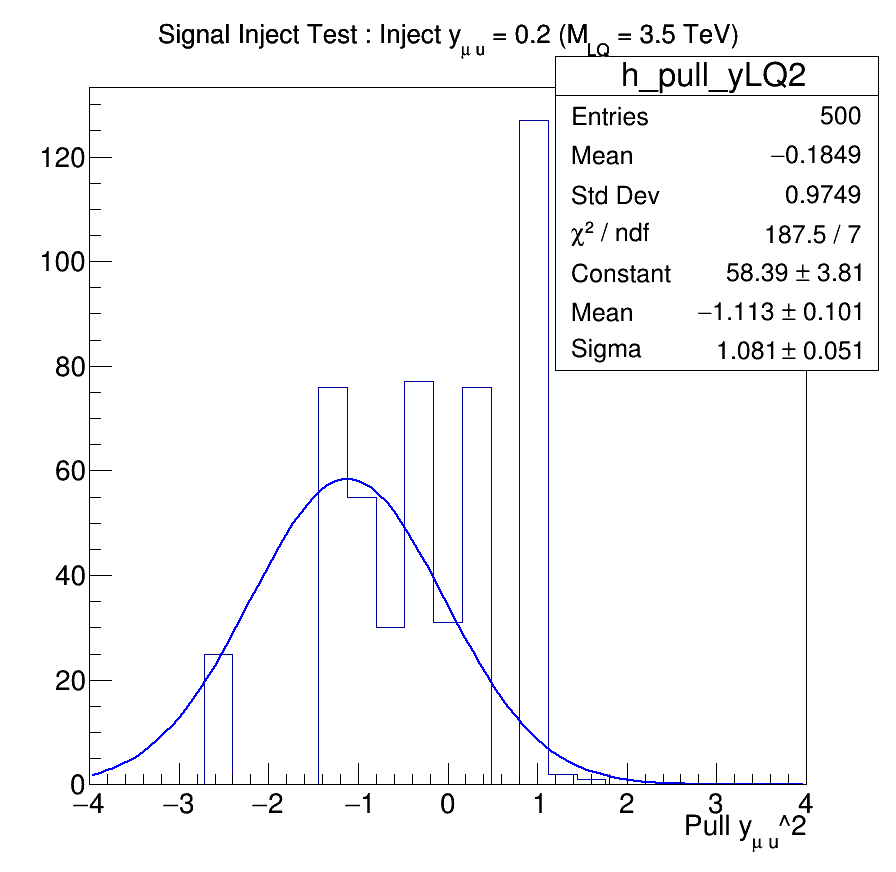 Signal Inject Test : Inject y_μ u = 0.2 (M_LQ = 3.5 TeV)
h_pull_yLQ2
Entries 500
Mean −0.1849
Std Dev 0.9749
χ² / ndf 187.5 / 7
Constant 58.39 ± 3.81
Mean −1.113 ± 0.101
Sigma 1.081 ± 0.051
120
100
80
60
40
20
0
−4 −3 −2 −1 0 1 2 3 4
Pull y_μ u^2